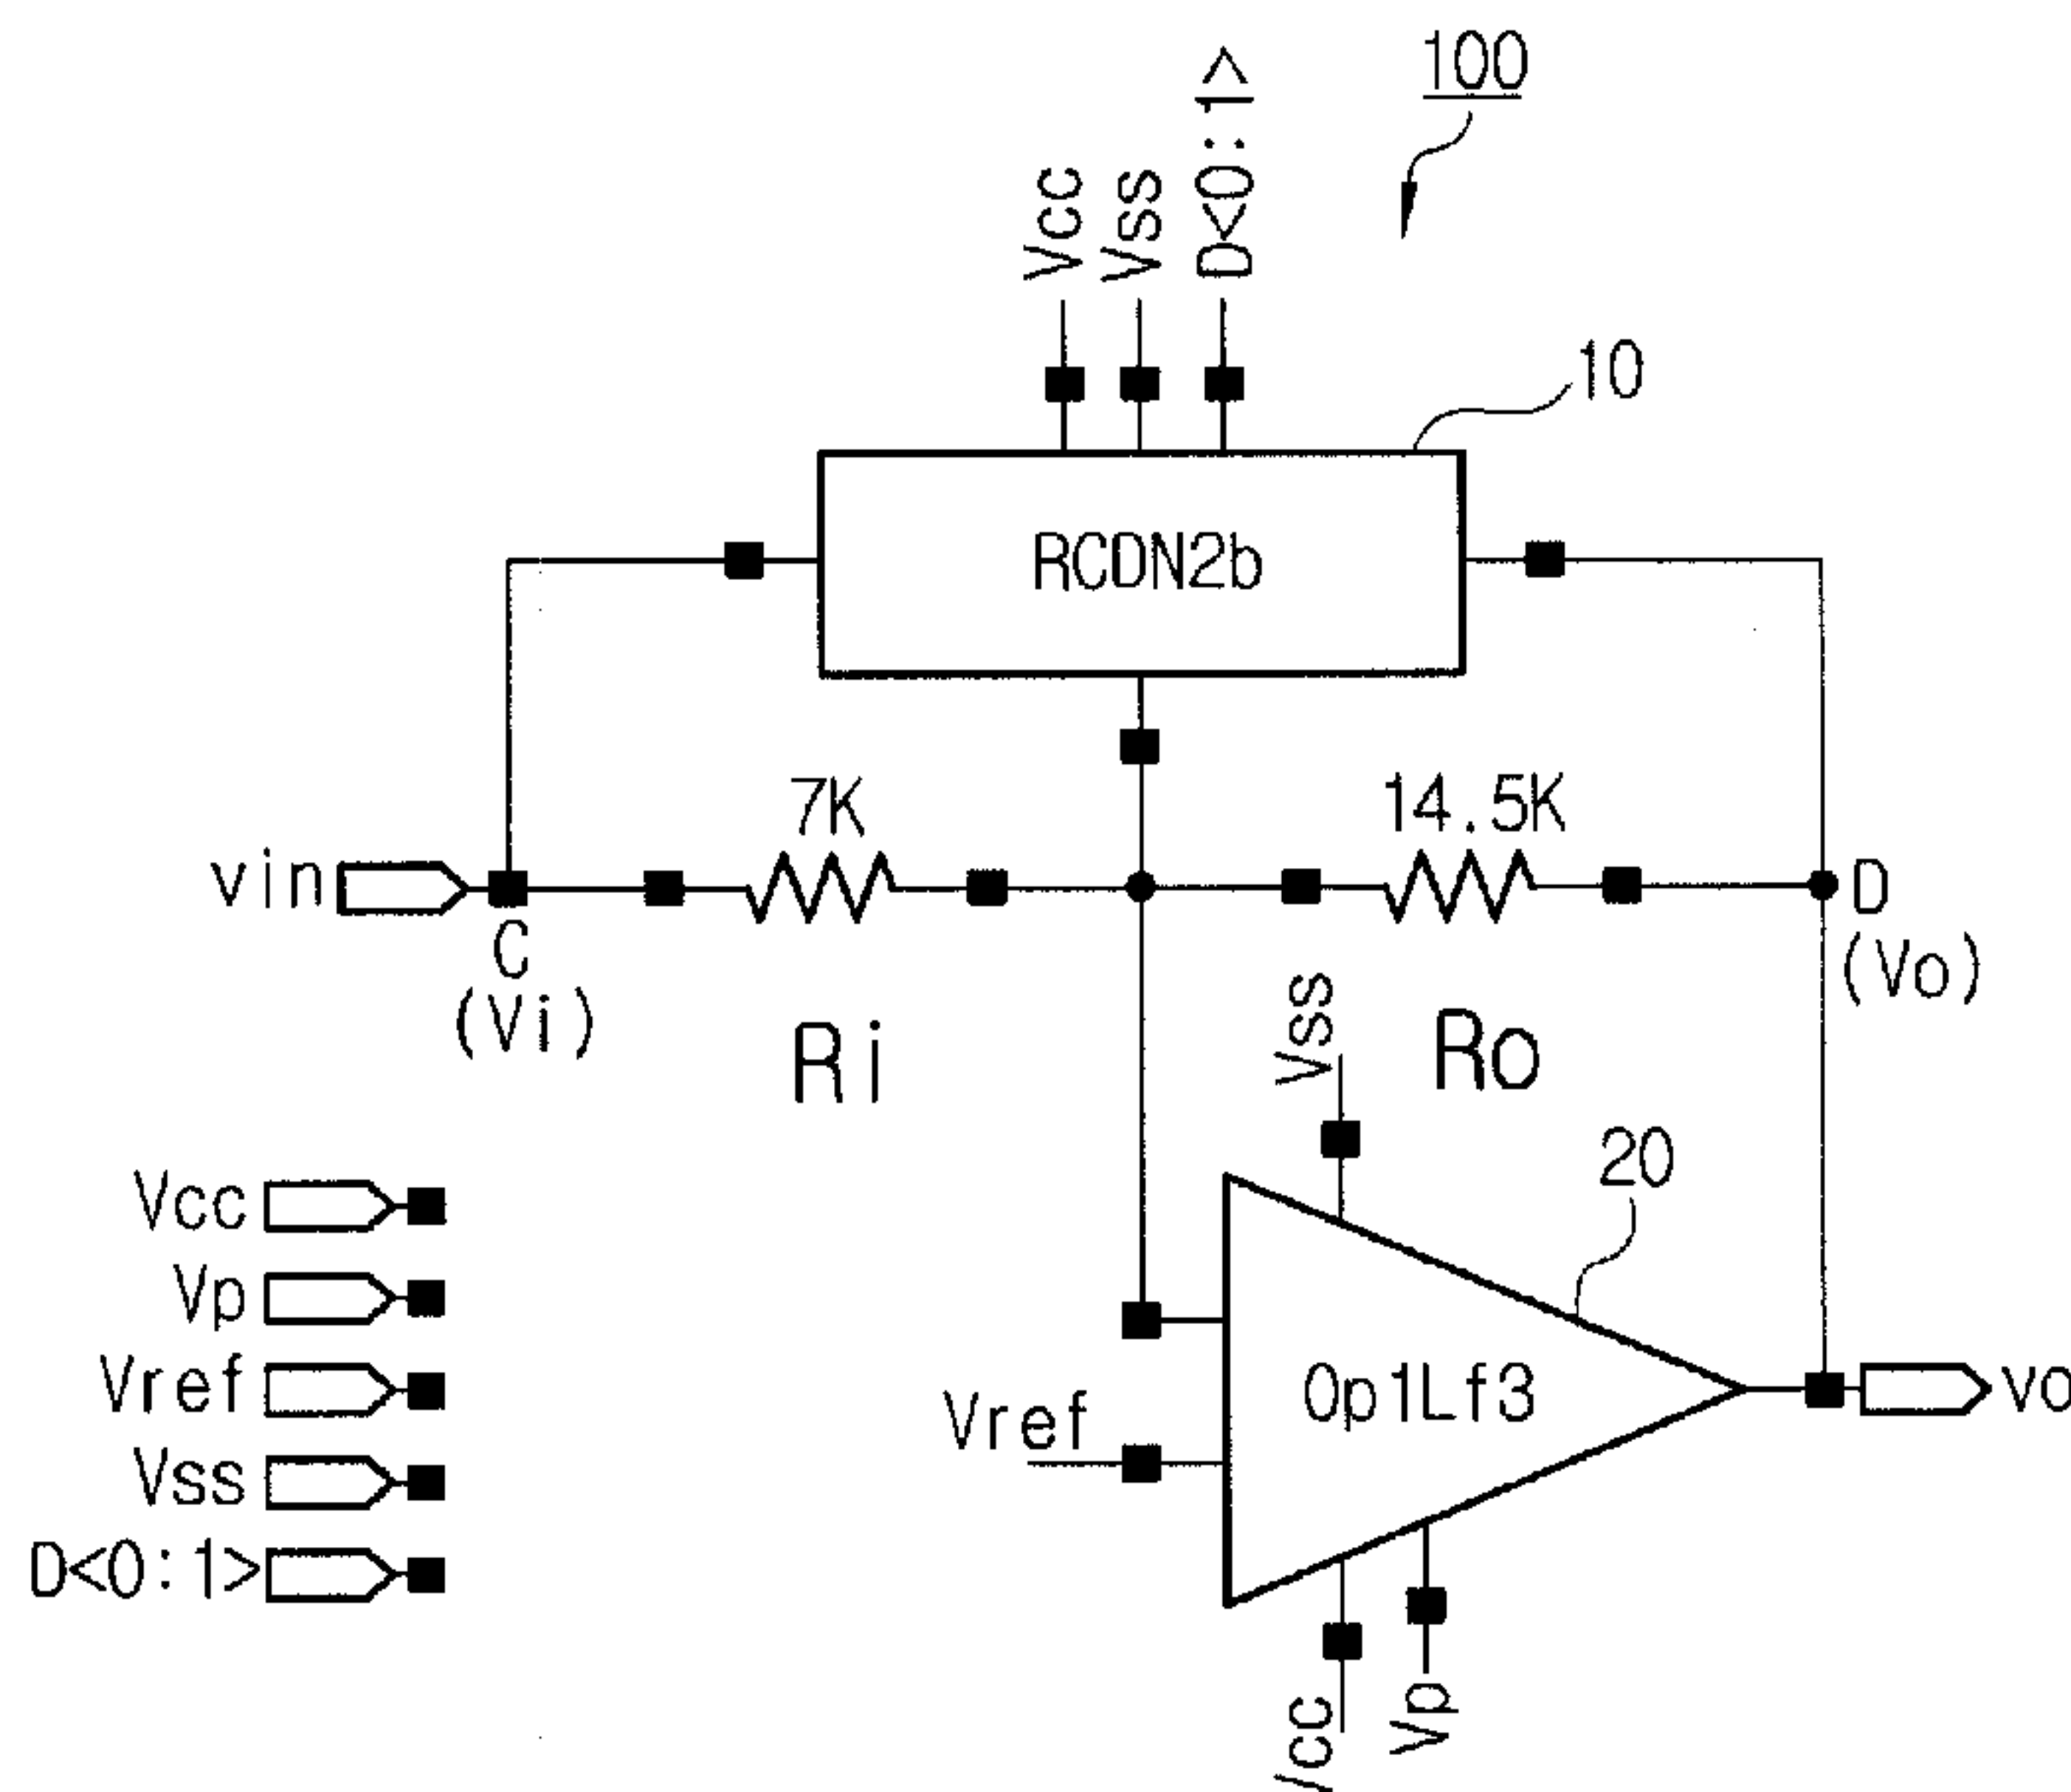 100
Vcc
Vss
D<0:1>
10
RCDN2b
7K
14.5K
vin
C
(Vi)
D
(Vo)
Ri
Ro
Vss
20
Vcc
Vp
Vref
Vss
D<0:1>
Vref
Op1Lf3
vo
Vcc
Vp